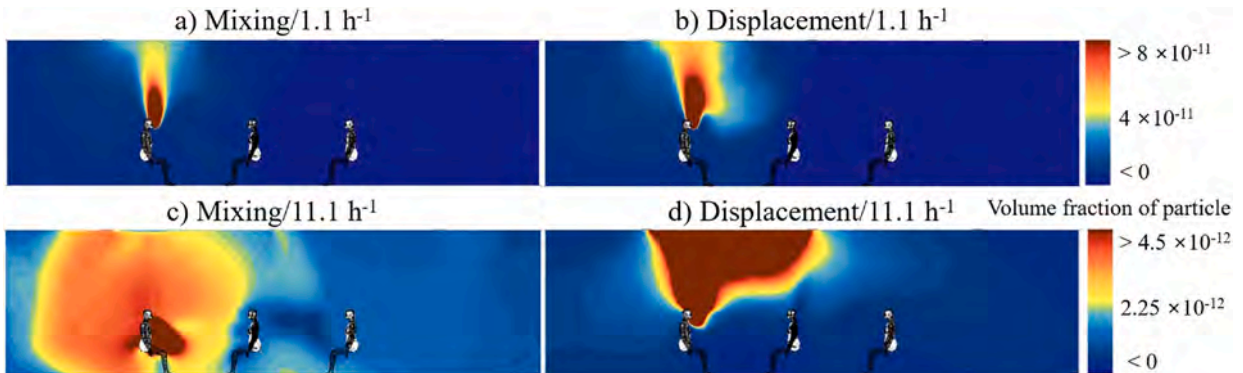 a) Mixing/1.1 h⁻¹
b) Displacement/1.1 h⁻¹
> 8 ×10⁻¹¹
4 ×10⁻¹¹
< 0
c) Mixing/11.1 h⁻¹
d) Displacement/11.1 h⁻¹
Volume fraction of particle
> 4.5 ×10⁻¹²
2.25 ×10⁻¹²
< 0